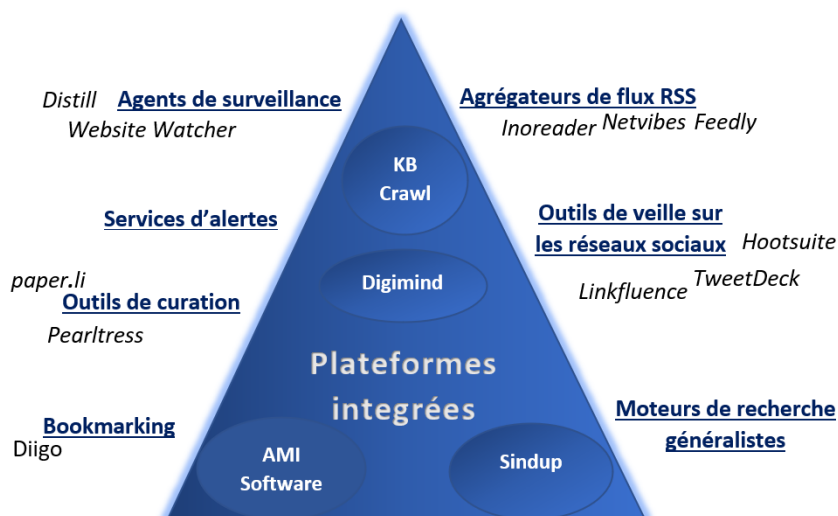 Distill Agents de surveillance
Website Watcher
Agrégateurs de flux RSS
Inoreader Netvibes Feedly
KB
Crawl
Services d'alertes
Outils de veille sur
les réseaux sociaux Hootsuite
Linkfluence TweetDeck
Digimind
paper.li
Outils de curation
Pearltress
Plateformes
integrées
Bookmarking
Diigo
Moteurs de recherche
généralistes
AMI
Software
Sindup